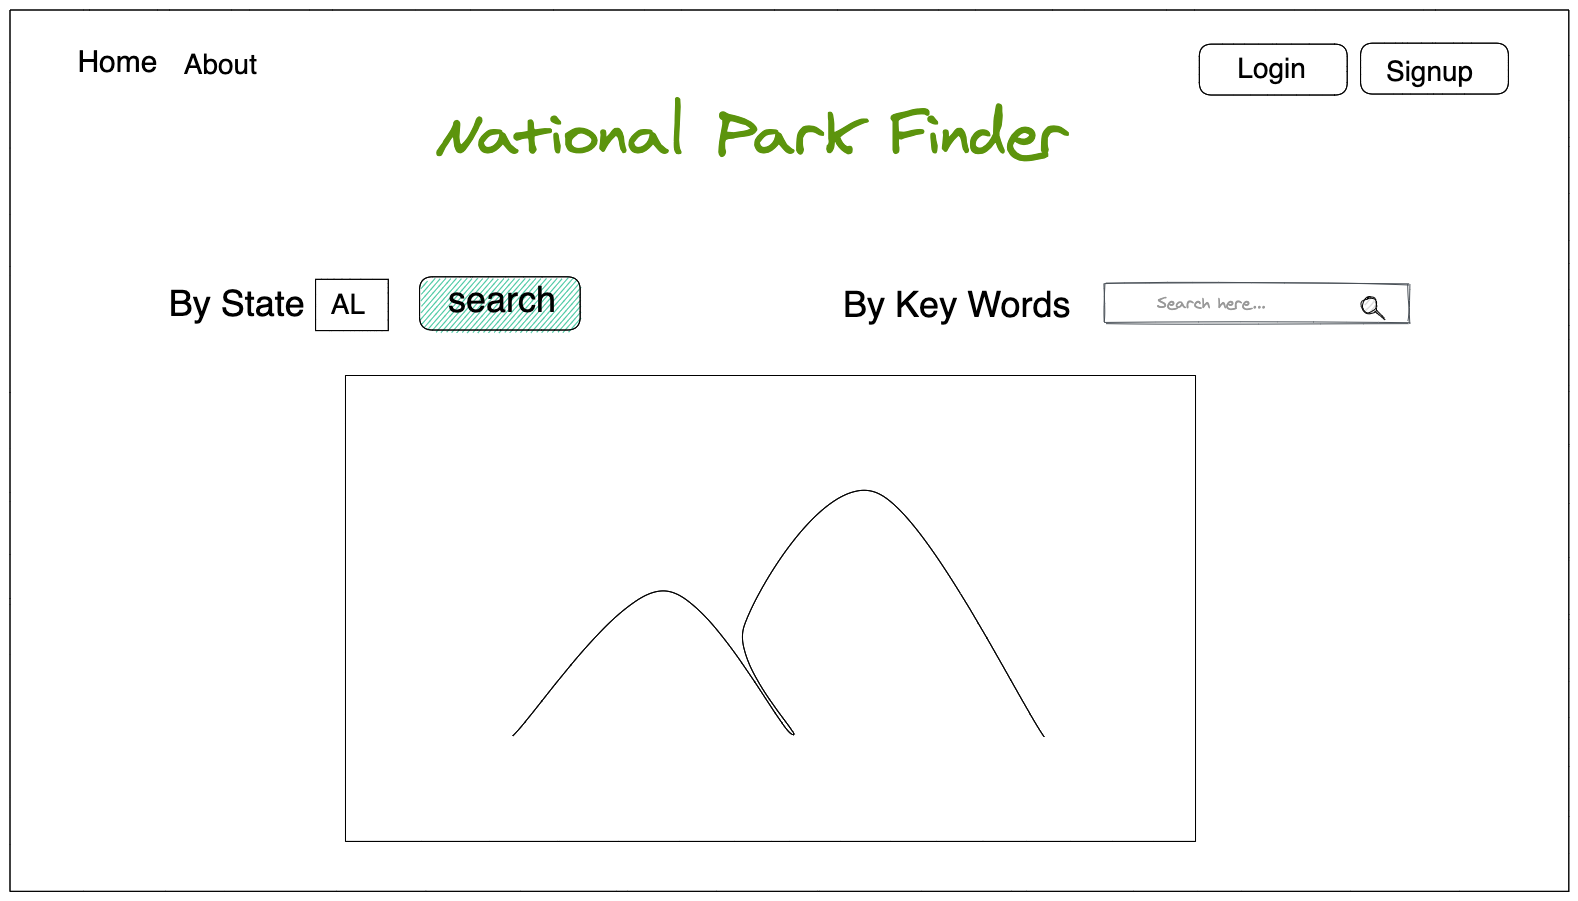 Home About Login Signup
National Park Finder
By State AL search By Key Words Search here...